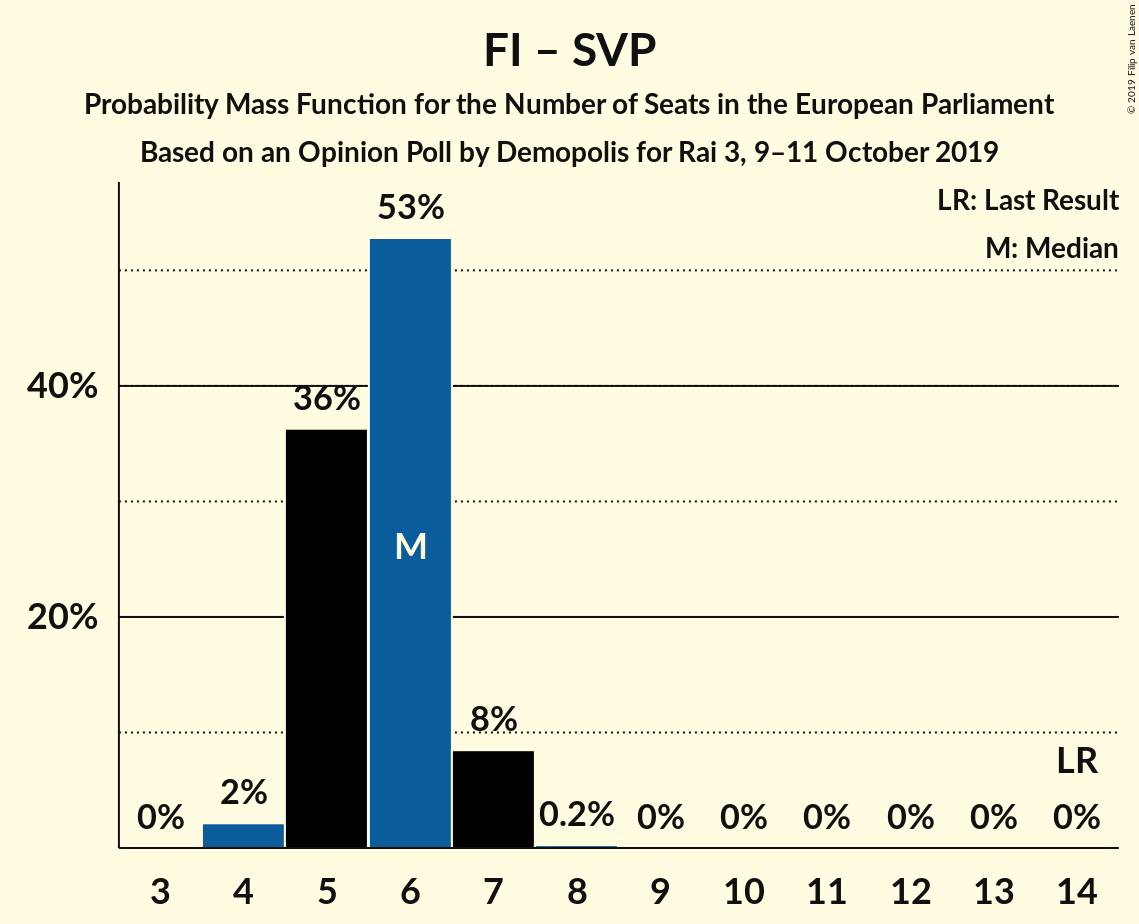 FI – SVP
Probability Mass Function for the Number of Seats in the European Parliament
Based on an Opinion Poll by Demopolis for Rai 3, 9–11 October 2019
© 2019 Filip van Laenen
LR: Last Result
M: Median
53%
40%
36%
M
20%
8%
LR
0% 2% 0.2% 0% 0% 0% 0% 0% 0%
3 4 5 6 7 8 9 10 11 12 13 14